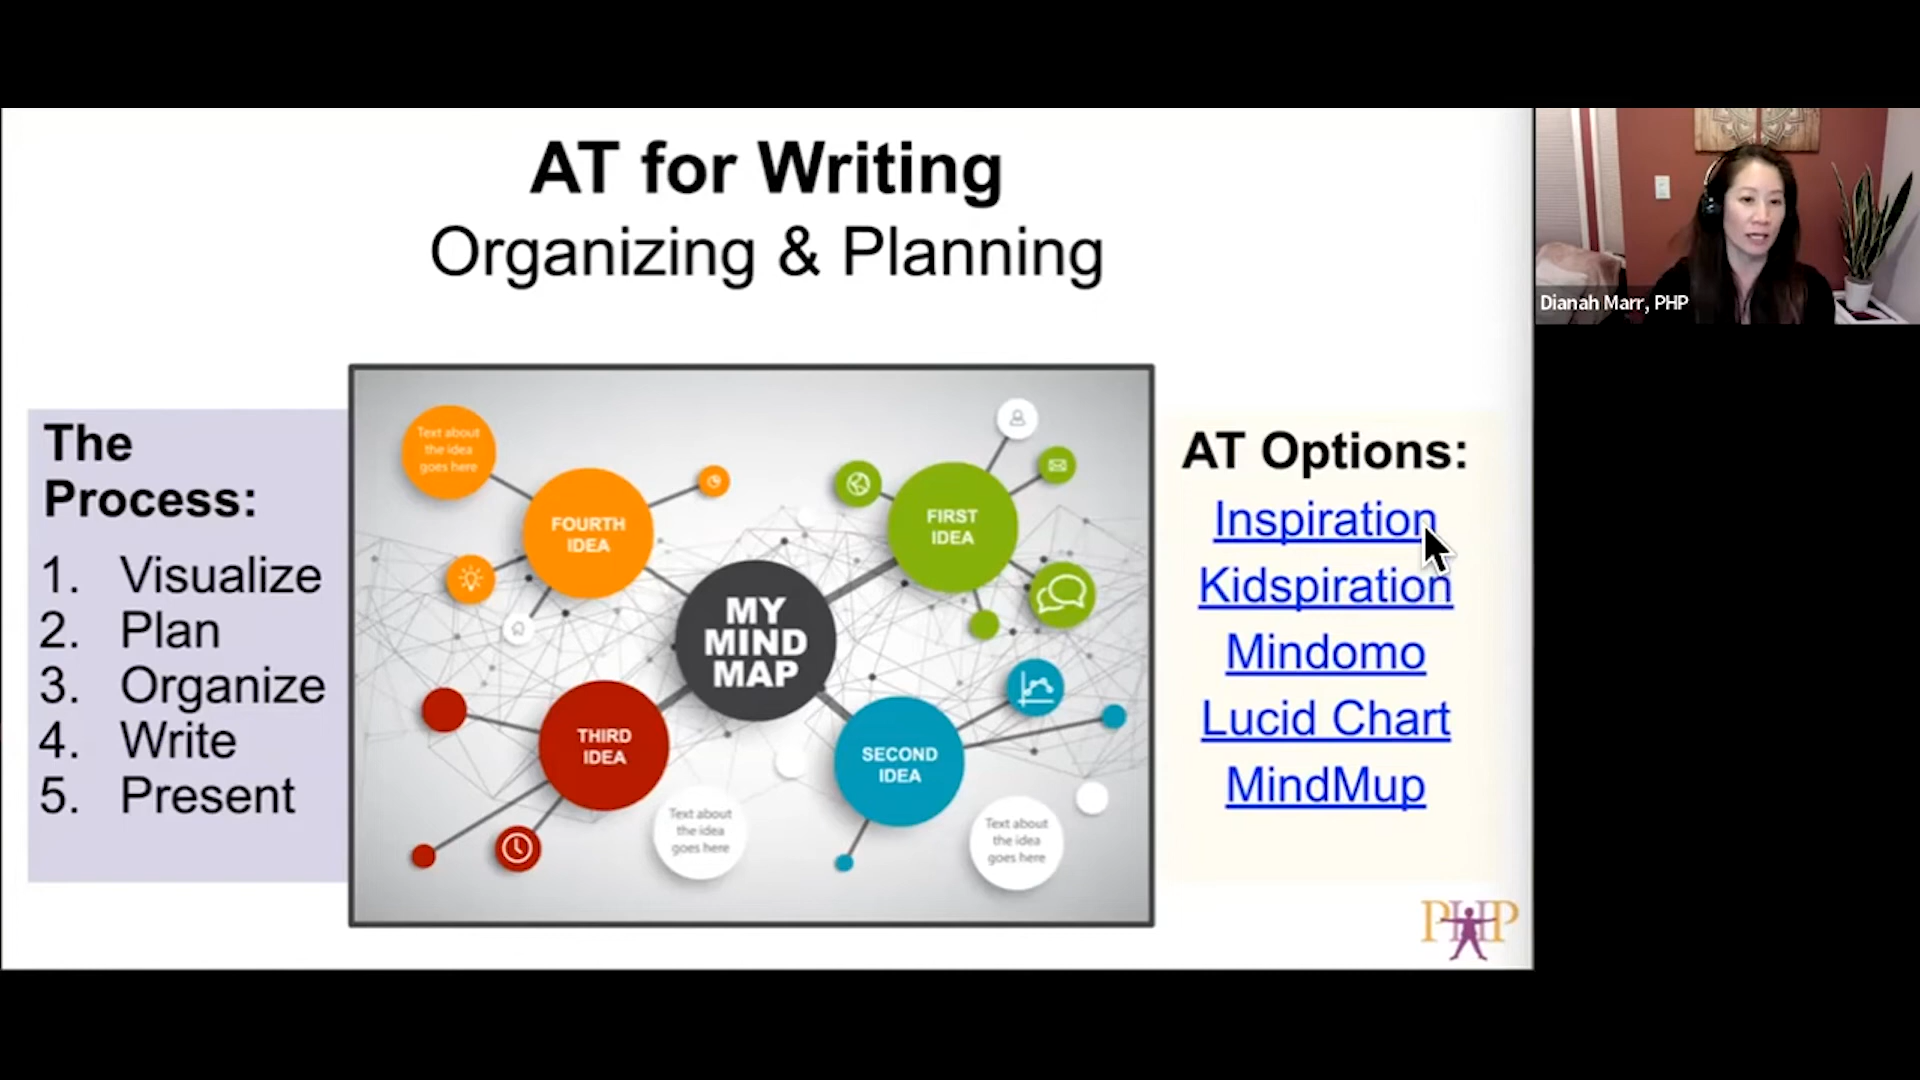 AT for Writing
Organizing & Planning
Dianah Marr, PHP
The
Process:
1. Visualize
2. Plan
3. Organize
4. Write
5. Present
Text about
the idea
goes here
FOURTH
IDEA
FIRST
IDEA
MY
MIND
MAP
THIRD
IDEA
SECOND
IDEA
Text about
the idea
goes here
Text about
the idea
goes here
AT Options:
Inspiration
Kidspiration
Mindomo
Lucid Chart
MindMup
PHP